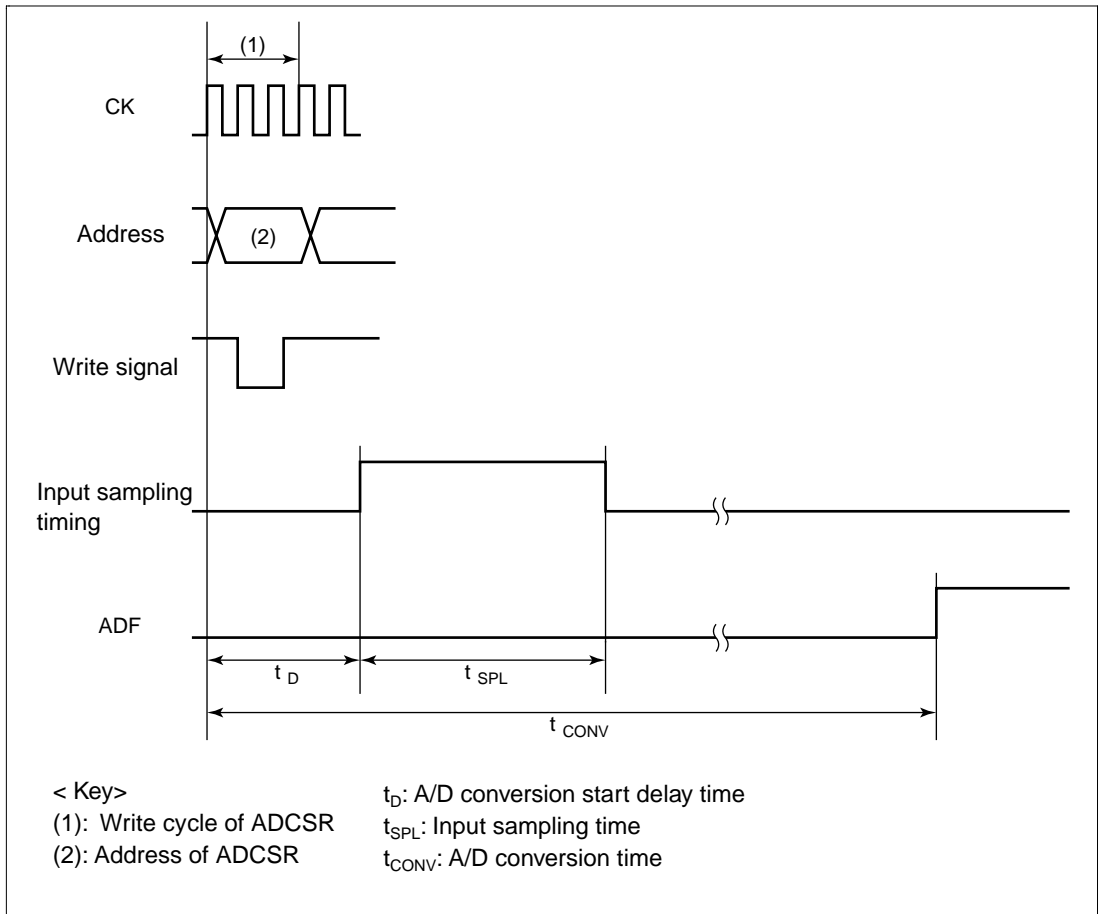 (1)
CK
Address
(2)
Write signal
Input sampling
timing
ADF
t D
t SPL
t CONV
< Key>
(1): Write cycle of ADCSR
(2): Address of ADCSR
tD: A/D conversion start delay time
tSPL: Input sampling time
tCONV: A/D conversion time